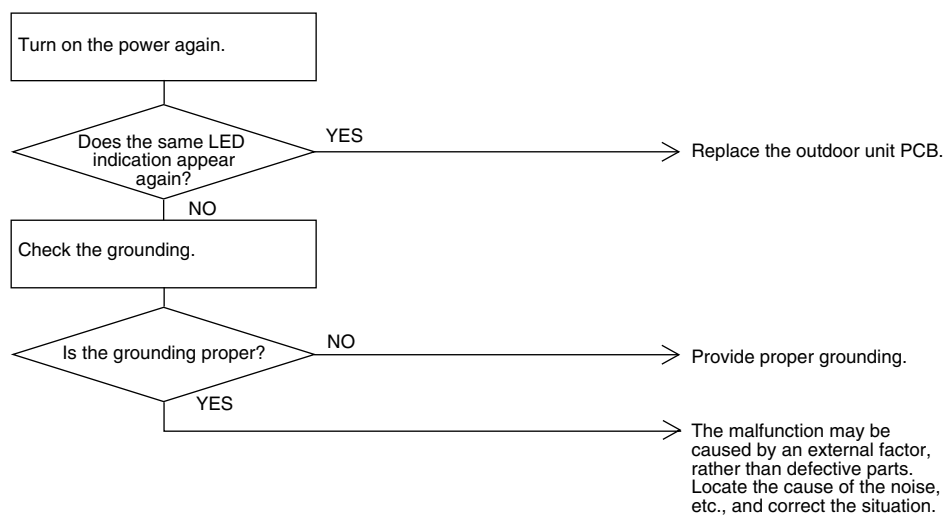 Turn on the power again.
Does the same LED
indication appear
again?
YES
Replace the outdoor unit PCB.
NO
Check the grounding.
Is the grounding proper?
NO
Provide proper grounding.
YES
The malfunction may be
caused by an external factor,
rather than defective parts.
Locate the cause of the noise,
etc., and correct the situation.